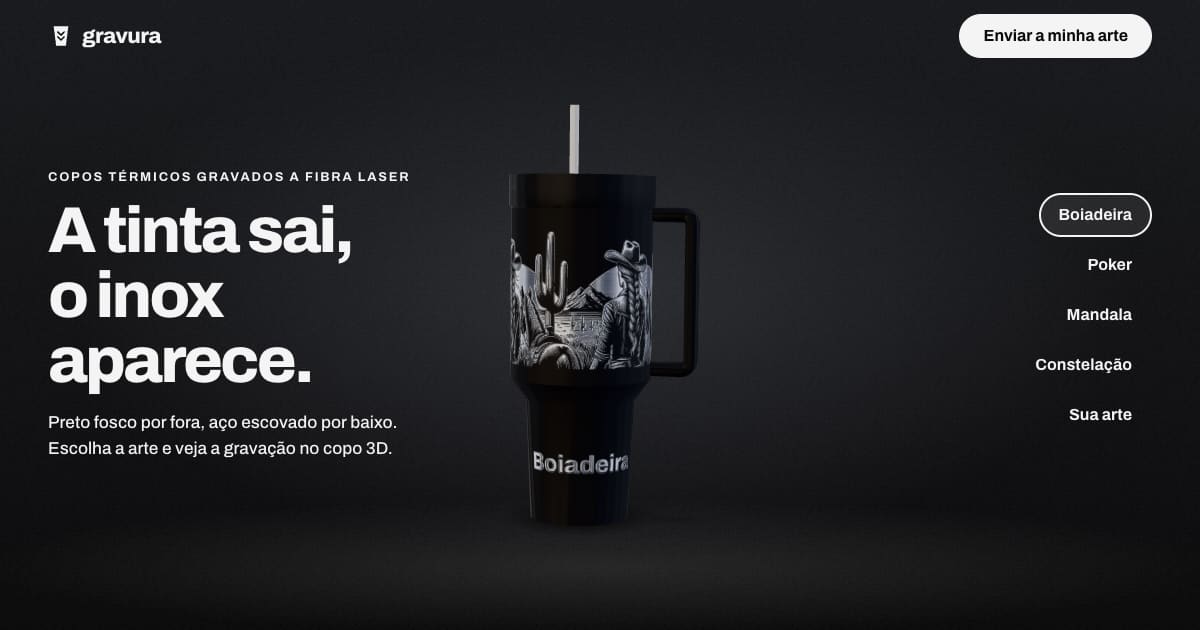 gravura
Enviar a minha arte
COPOS TÉRMICOS GRAVADOS A FIBRA LASER
A tinta sai,
o inox
aparece.
Preto fosco por fora, aço escovado por baixo.
Escolha a arte e veja a gravação no copo 3D.
Boiadeira
Boiadeira
Poker
Mandala
Constelação
Sua arte